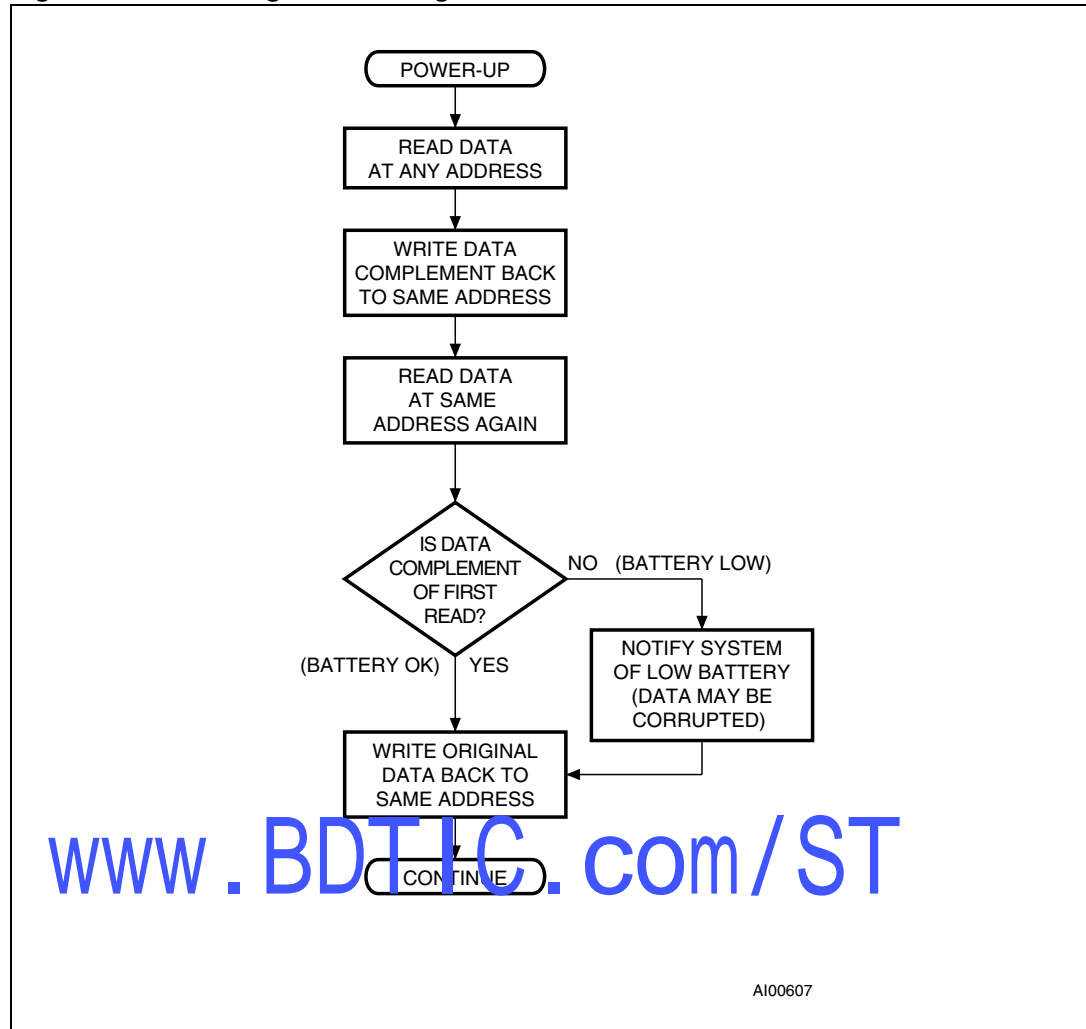 POWER-UP
READ DATA
AT ANY ADDRESS
WRITE DATA
COMPLEMENT BACK
TO SAME ADDRESS
READ DATA
AT SAME
ADDRESS AGAIN
IS DATA
COMPLEMENT
OF FIRST
READ?
NO (BATTERY LOW)
NOTIFY SYSTEM
OF LOW BATTERY
(DATA MAY BE
CORRUPTED)
(BATTERY OK) YES
WRITE ORIGINAL
DATA BACK TO
SAME ADDRESS
www.BDTIC.com/ST
CONTINUE
AI00607